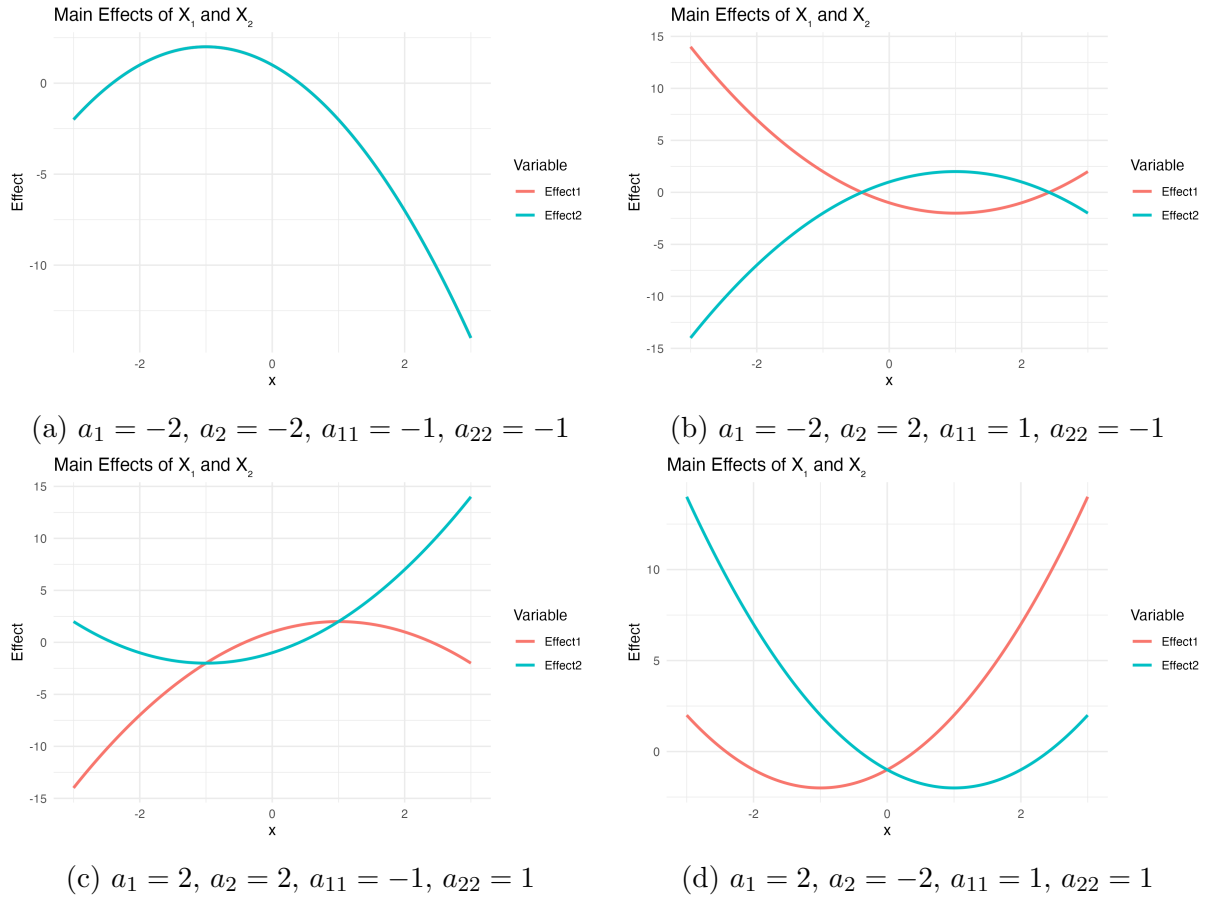 Main Effects of X₁ and X₂
Effect
0
-5
-10
-2
0
2
x
Variable
Effect1
Effect2
(a) a₁ = −2, a₂ = −2, a₁₁ = −1, a₂₂ = −1
Main Effects of X₁ and X₂
Effect
15
10
5
0
-5
-10
-15
-2
0
2
x
Variable
Effect1
Effect2
(b) a₁ = −2, a₂ = 2, a₁₁ = 1, a₂₂ = −1
Main Effects of X₁ and X₂
Effect
15
10
5
0
-5
-10
-15
-2
0
2
x
Variable
Effect1
Effect2
(c) a₁ = 2, a₂ = 2, a₁₁ = −1, a₂₂ = 1
Main Effects of X₁ and X₂
Effect
10
5
0
-2
0
2
x
Variable
Effect1
Effect2
(d) a₁ = 2, a₂ = −2, a₁₁ = 1, a₂₂ = 1